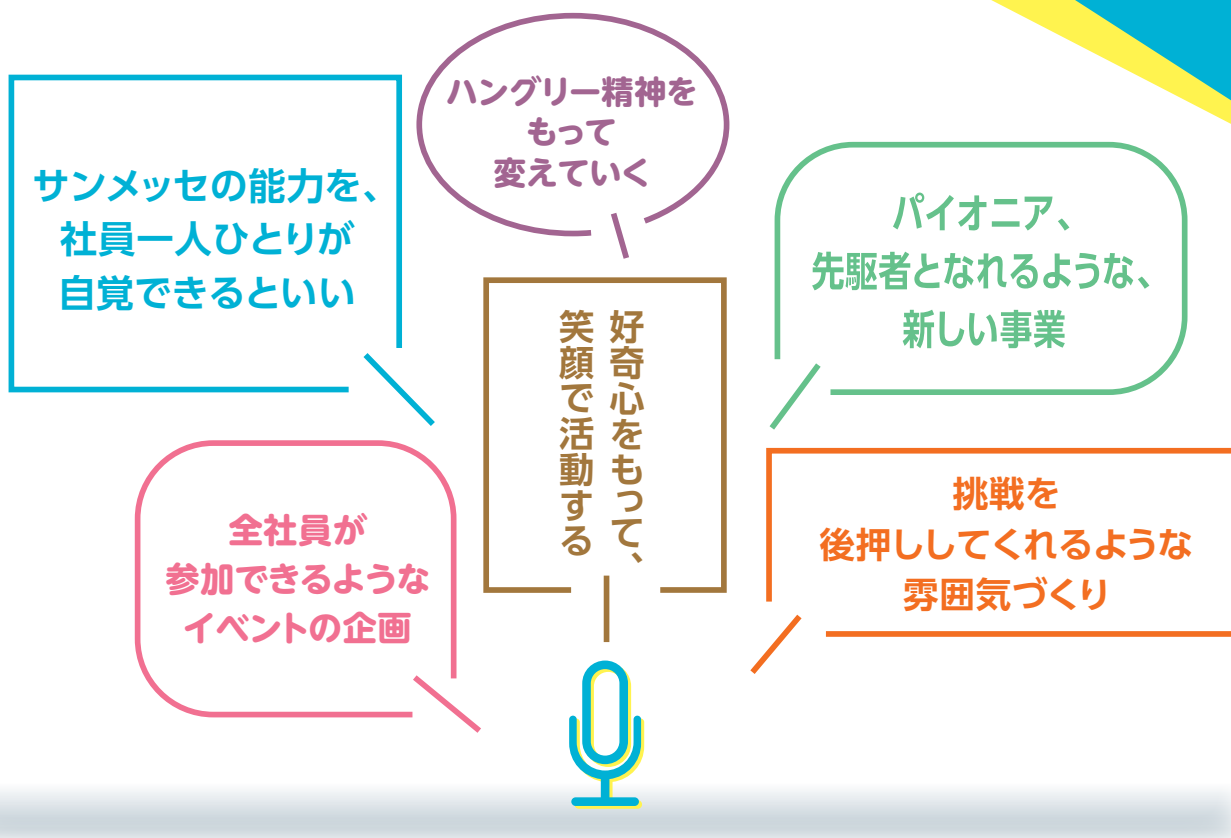 ハングリー精神を
もって
変えていく
サンメッセの能力を、
社員一人ひとりが
自覚できるといい
パイオニア、
先駆者となれるような、
新しい事業
好奇心をもって、
笑顔で活動する
全社員が
参加できるような
イベントの企画
挑戦を
後押ししてくれるような
雰囲気づくり